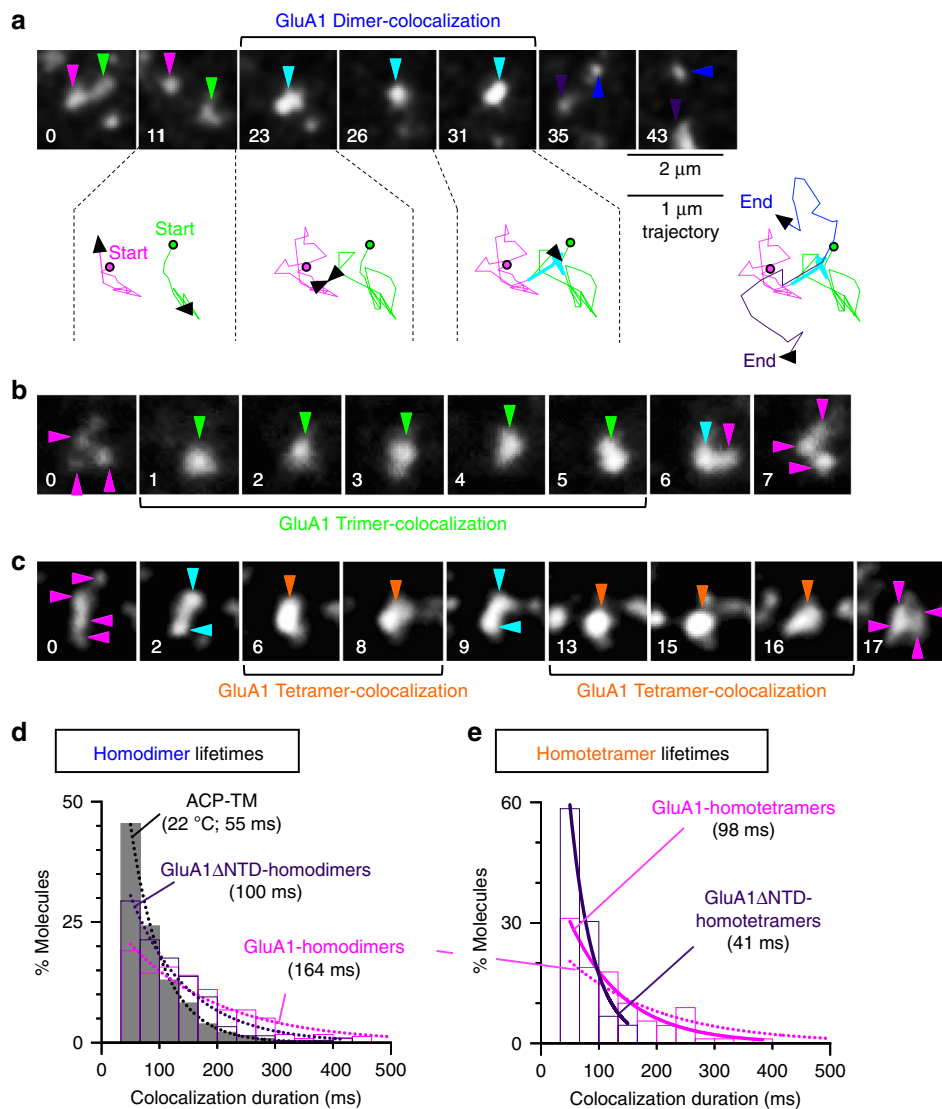 a
GluA1 Dimer-colocalization
0 11 23 26 31 35 43
2 μm
1 μm
trajectory
Start
Start
End
End
b
0 1 2 3 4 5 6 7
GluA1 Trimer-colocalization
c
0 2 6 8 9 13 15 16 17
GluA1 Tetramer-colocalization
GluA1 Tetramer-colocalization
d
Homodimer lifetimes
50
25
0
% Molecules
ACP-TM
(22 °C; 55 ms)
GluA1ΔNTD-homodimers
(100 ms)
GluA1-homodimers
(164 ms)
0 100 200 300 400 500
Colocalization duration (ms)
e
Homotetramer lifetimes
60
30
0
% Molecules
GluA1-homotetramers
(98 ms)
GluA1ΔNTD-
homotetramers
(41 ms)
0 100 200 300 400 500
Colocalization duration (ms)